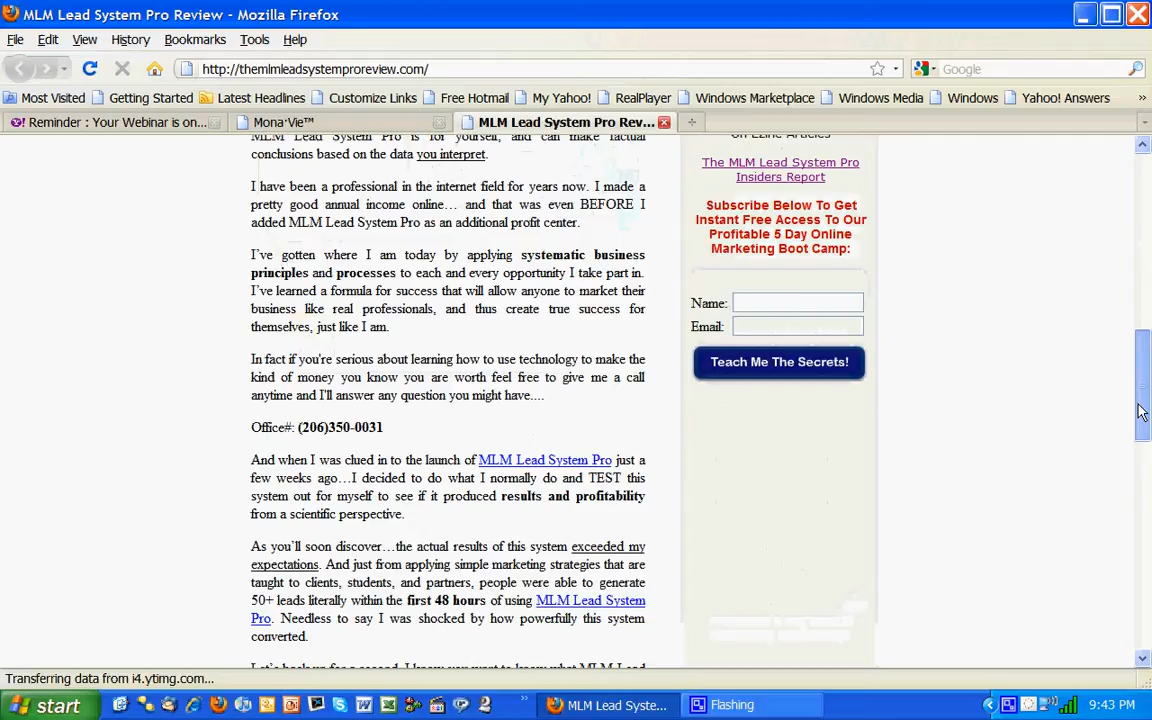 MLM Lead System Pro Review - Mozilla Firefox
File Edit View History Bookmarks Tools Help
http://themlmleadsystemproreview.com/
Google
Most Visited Getting Started Latest Headlines Customize Links Free Hotmail My Yahoo! RealPlayer Windows Marketplace Windows Media Windows Yahoo! Answers »
Reminder : Your Webinar is on... Mona•Vie™ MLM Lead System Pro Rev...
MLM Lead System Pro is for yourself, and can make factual
conclusions based on the data you interpret.
I have been a professional in the internet field for years now. I made a
pretty good annual income online… and that was even BEFORE I
added MLM Lead System Pro as an additional profit center.
I've gotten where I am today by applying systematic business
principles and processes to each and every opportunity I take part in.
I've learned a formula for success that will allow anyone to market their
business like real professionals, and thus create true success for
themselves, just like I am.
In fact if you're serious about learning how to use technology to make the
kind of money you know you are worth feel free to give me a call
anytime and I'll answer any question you might have....
Office#: (206)350-0031
And when I was clued in to the launch of MLM Lead System Pro just a
few weeks ago…I decided to do what I normally do and TEST this
system out for myself to see if it produced results and profitability
from a scientific perspective.
As you'll soon discover…the actual results of this system exceeded my
expectations. And just from applying simple marketing strategies that are
taught to clients, students, and partners, people were able to generate
50+ leads literally within the first 48 hours of using MLM Lead System
Pro. Needless to say I was shocked by how powerfully this system
converted.
on Ezine Articles
The MLM Lead System Pro
Insiders Report
Subscribe Below To Get
Instant Free Access To Our
Profitable 5 Day Online
Marketing Boot Camp:
Name:
Email:
Teach Me The Secrets!
Transferring data from i4.ytimg.com...
start MLM Lead Syste... Flashing 9:43 PM